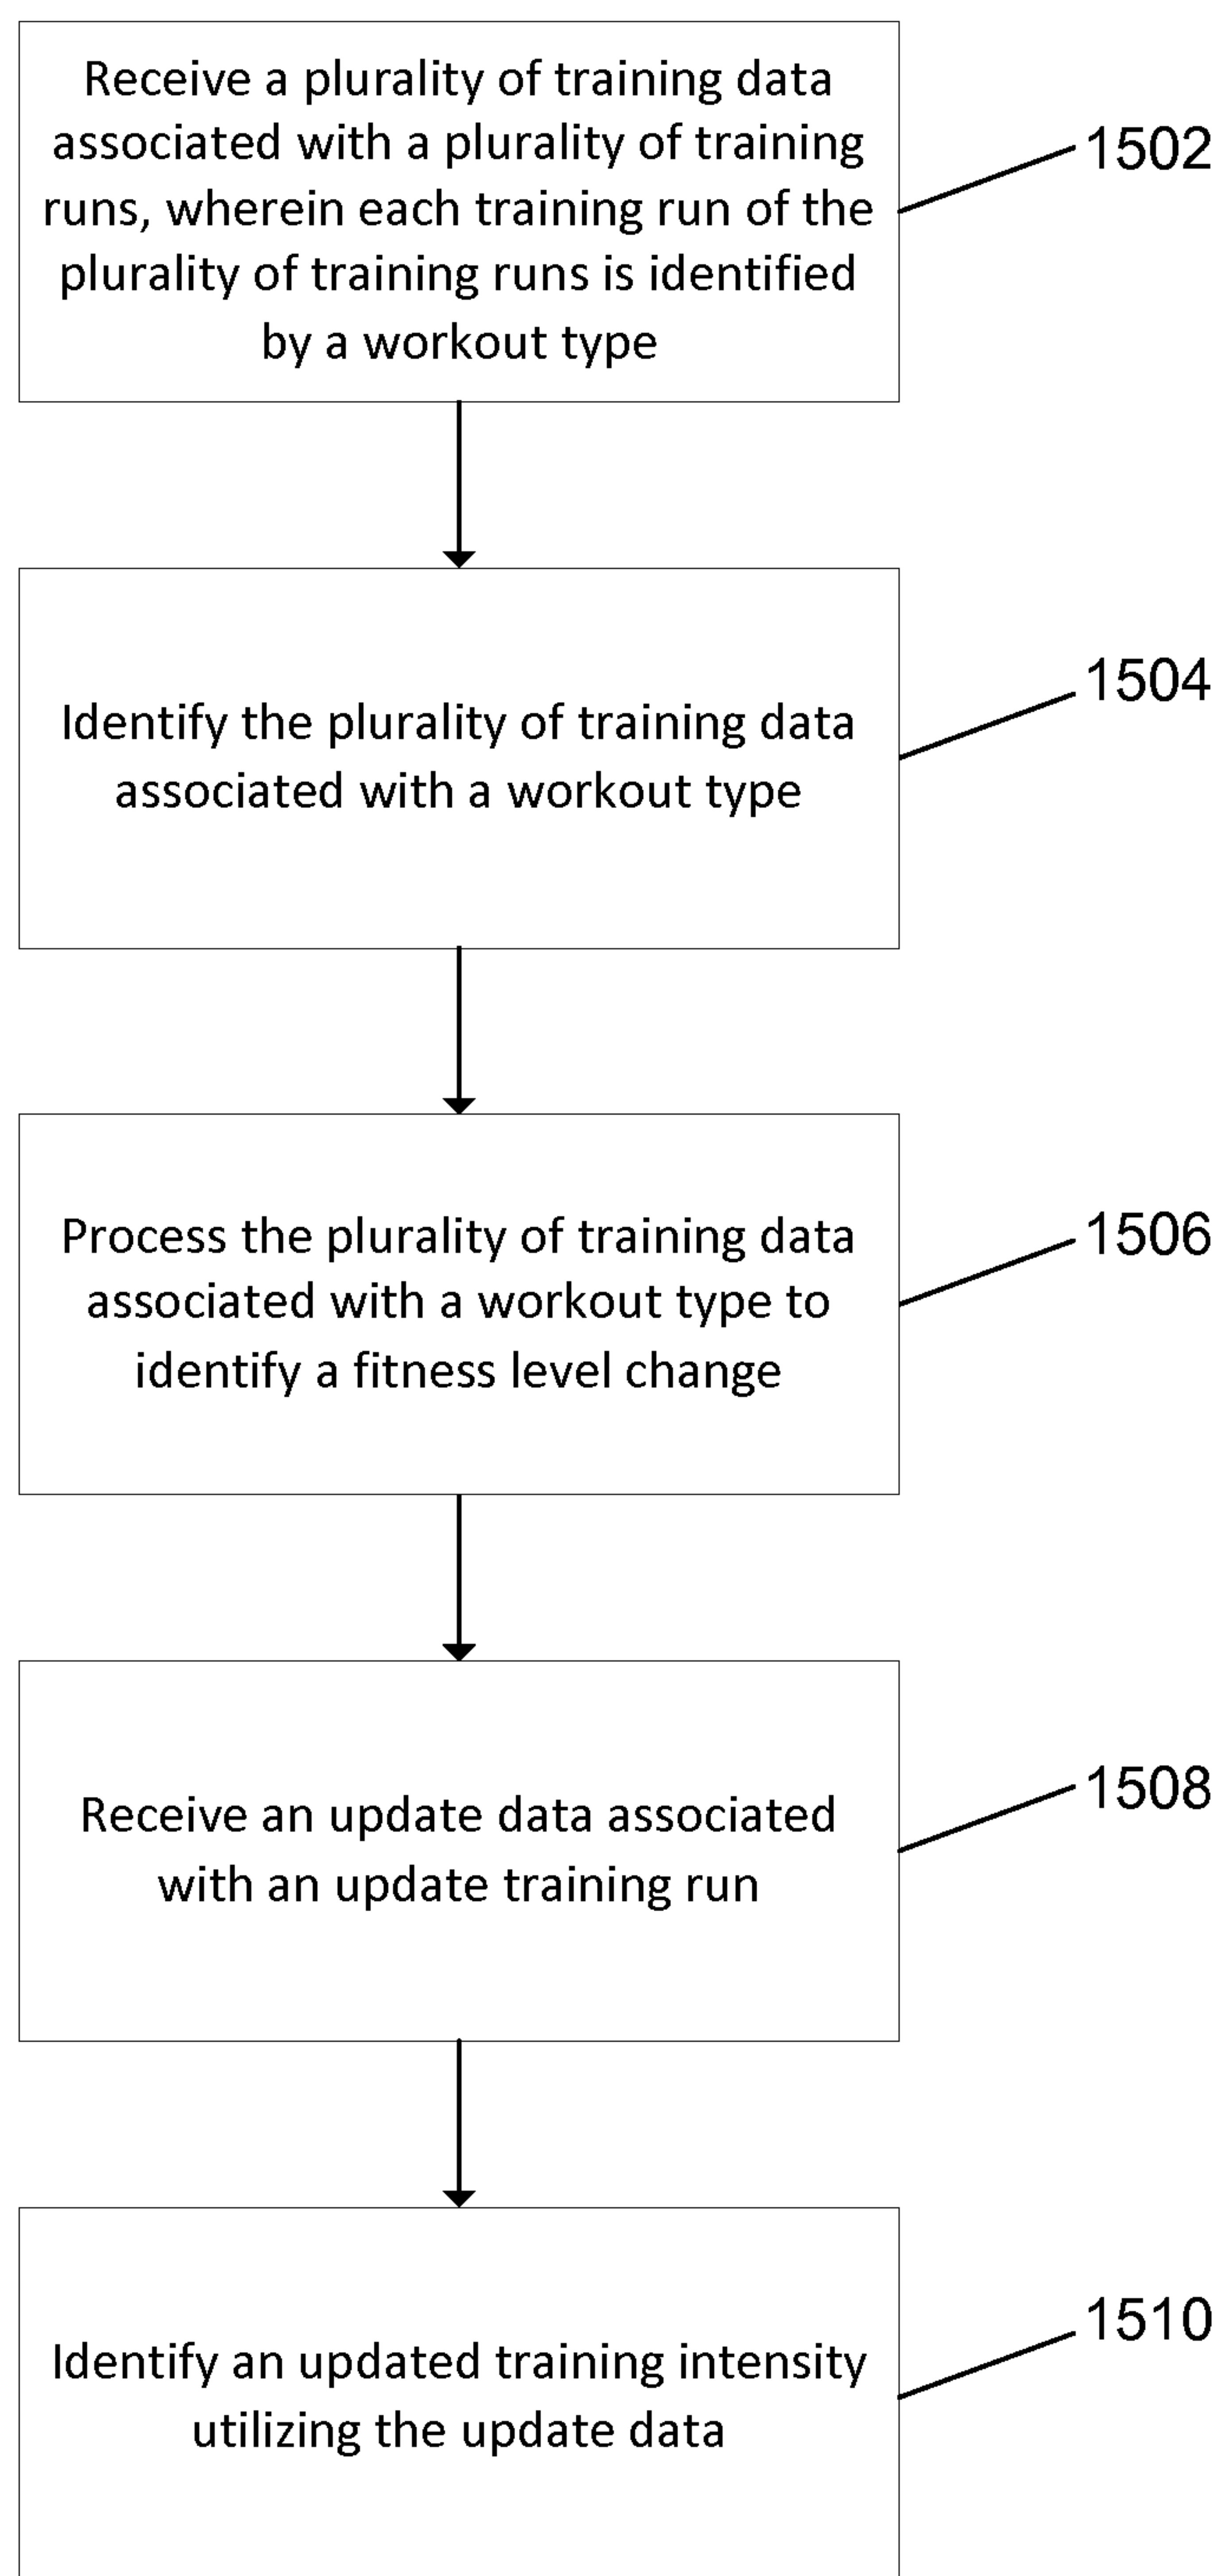 Receive a plurality of training data
associated with a plurality of training
runs, wherein each training run of the
plurality of training runs is identified
by a workout type
1502
Identify the plurality of training data
associated with a workout type
1504
Process the plurality of training data
associated with a workout type to
identify a fitness level change
1506
Receive an update data associated
with an update training run
1508
Identify an updated training intensity
utilizing the update data
1510